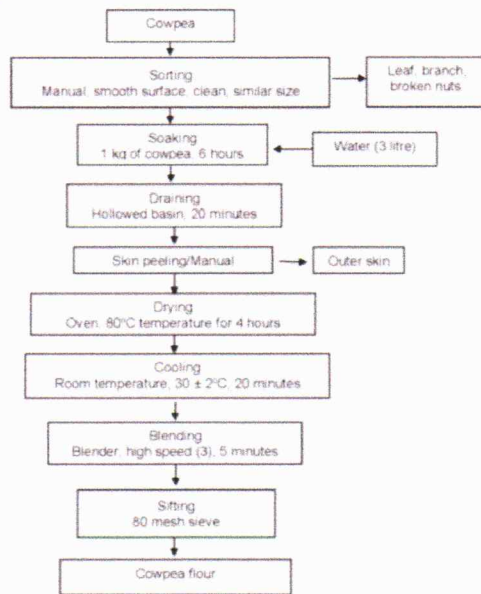 Cowpea
Sorting
Manual, smooth surface, clean, similar size
Leaf, branch,
broken nuts
Soaking
1 kg of cowpea, 6 hours
Water (3 litre)
Draining
Hollowed basin, 20 minutes
Skin peeling/Manual
Outer skin
Drying
Oven, 80°C temperature for 4 hours
Cooling
Room temperature, 30 ± 2°C, 20 minutes
Blending
Blender, high speed (3), 5 minutes
Sifting
80 mesh sieve
Cowpea flour